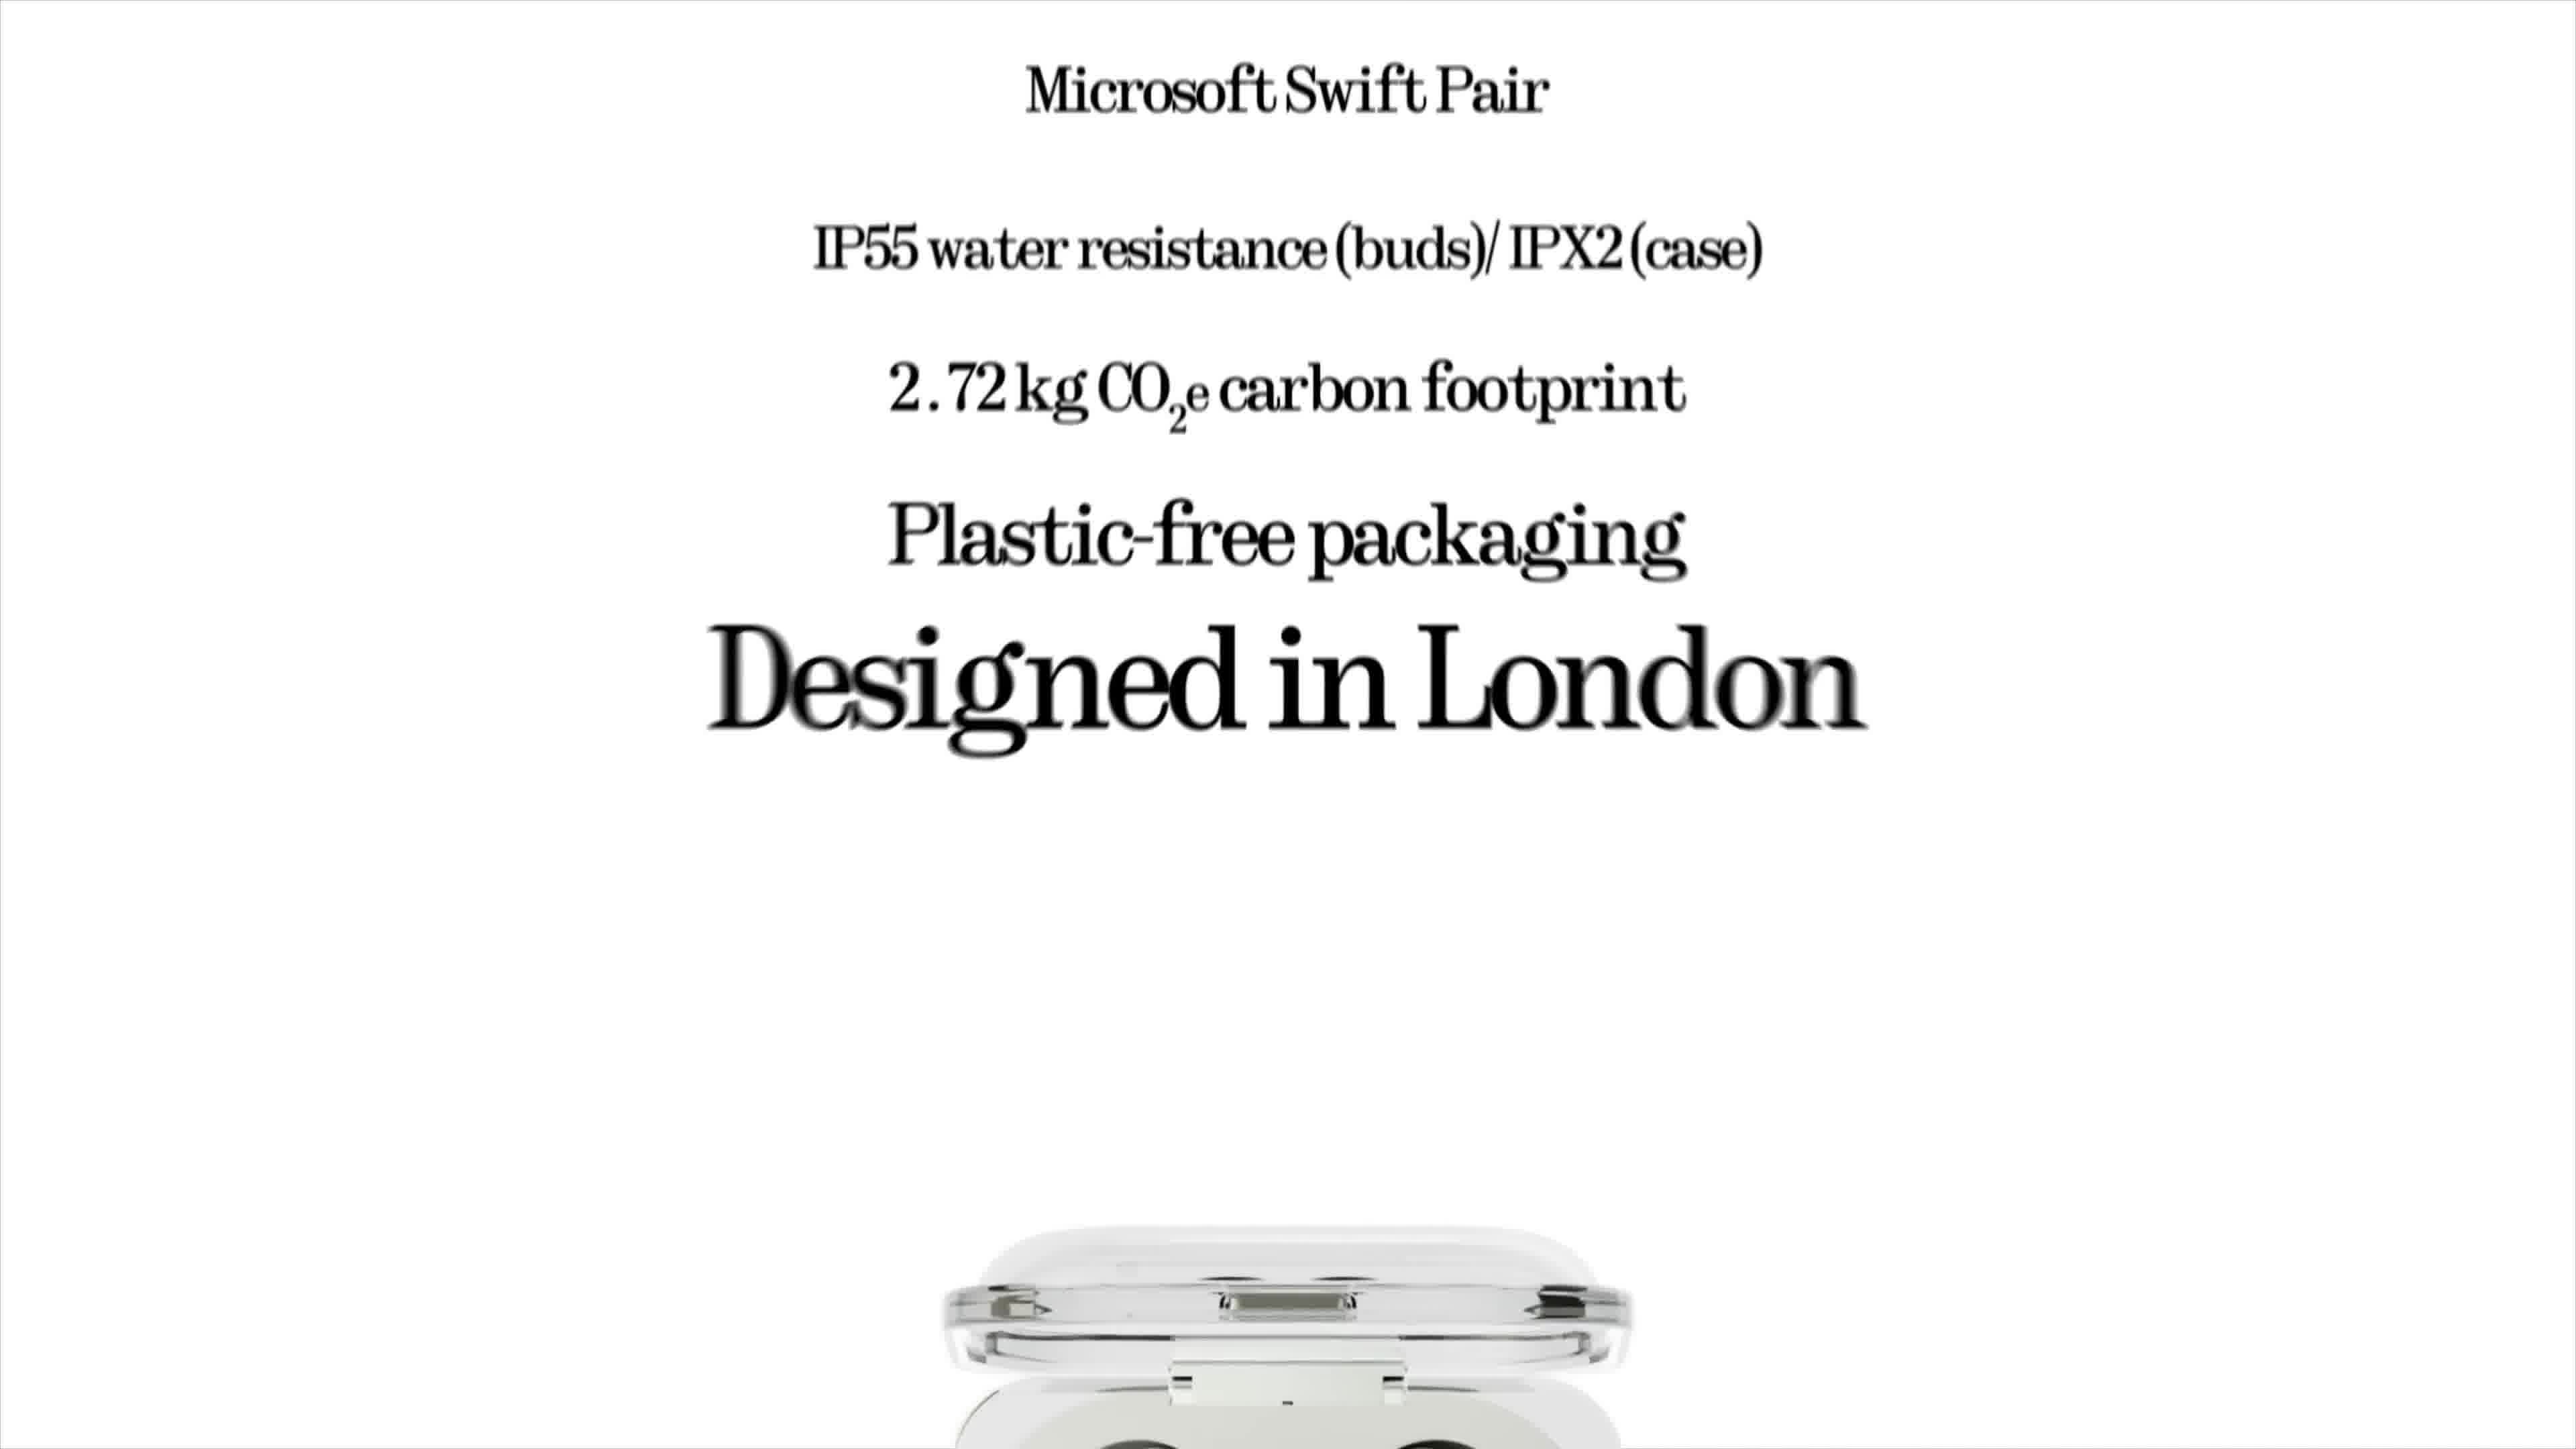 Microsoft Swift Pair
IP55 water resistance (buds)/ IPX2 (case)
2.72 kg CO₂e carbon footprint
Plastic-free packaging
Designed in London